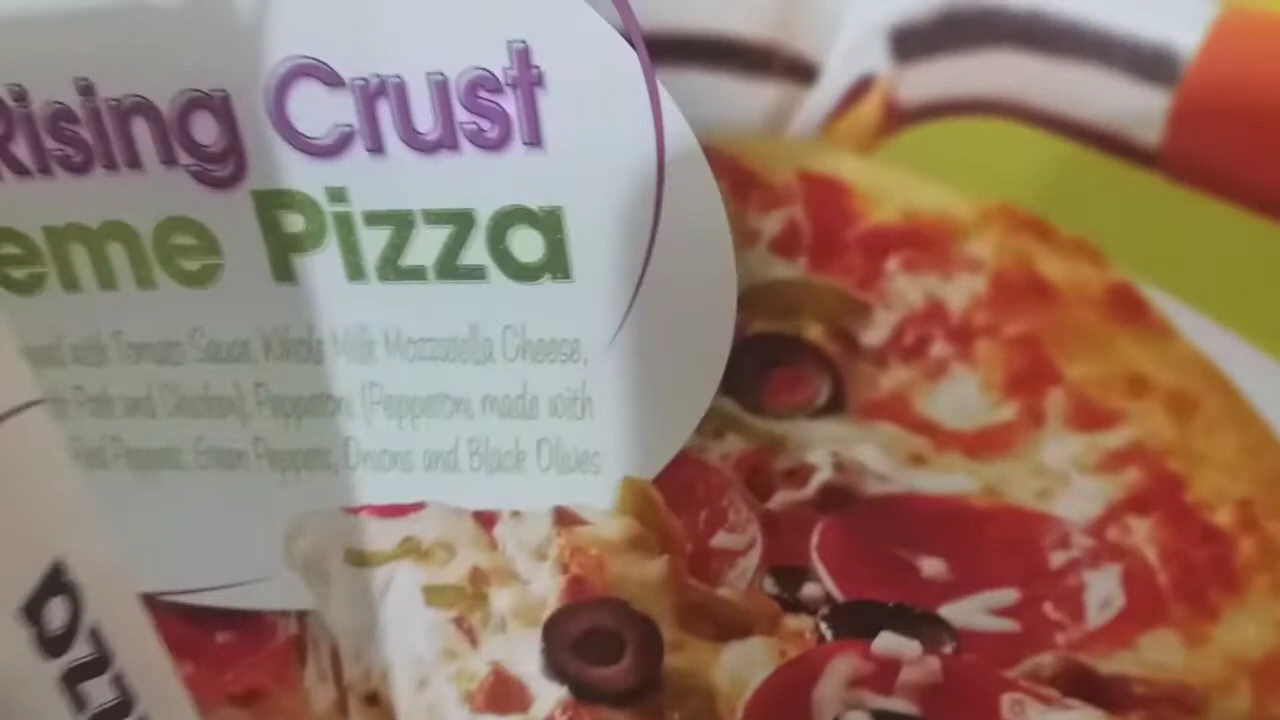 Rising Crust
eme Pizza
with Tomato Sauce, Whole Milk Mozzarella Cheese,
Pork and Chicken), Pepperoni (Pepperoni made with
Red Peppers, Green Peppers, Onions and Black Olives
zza